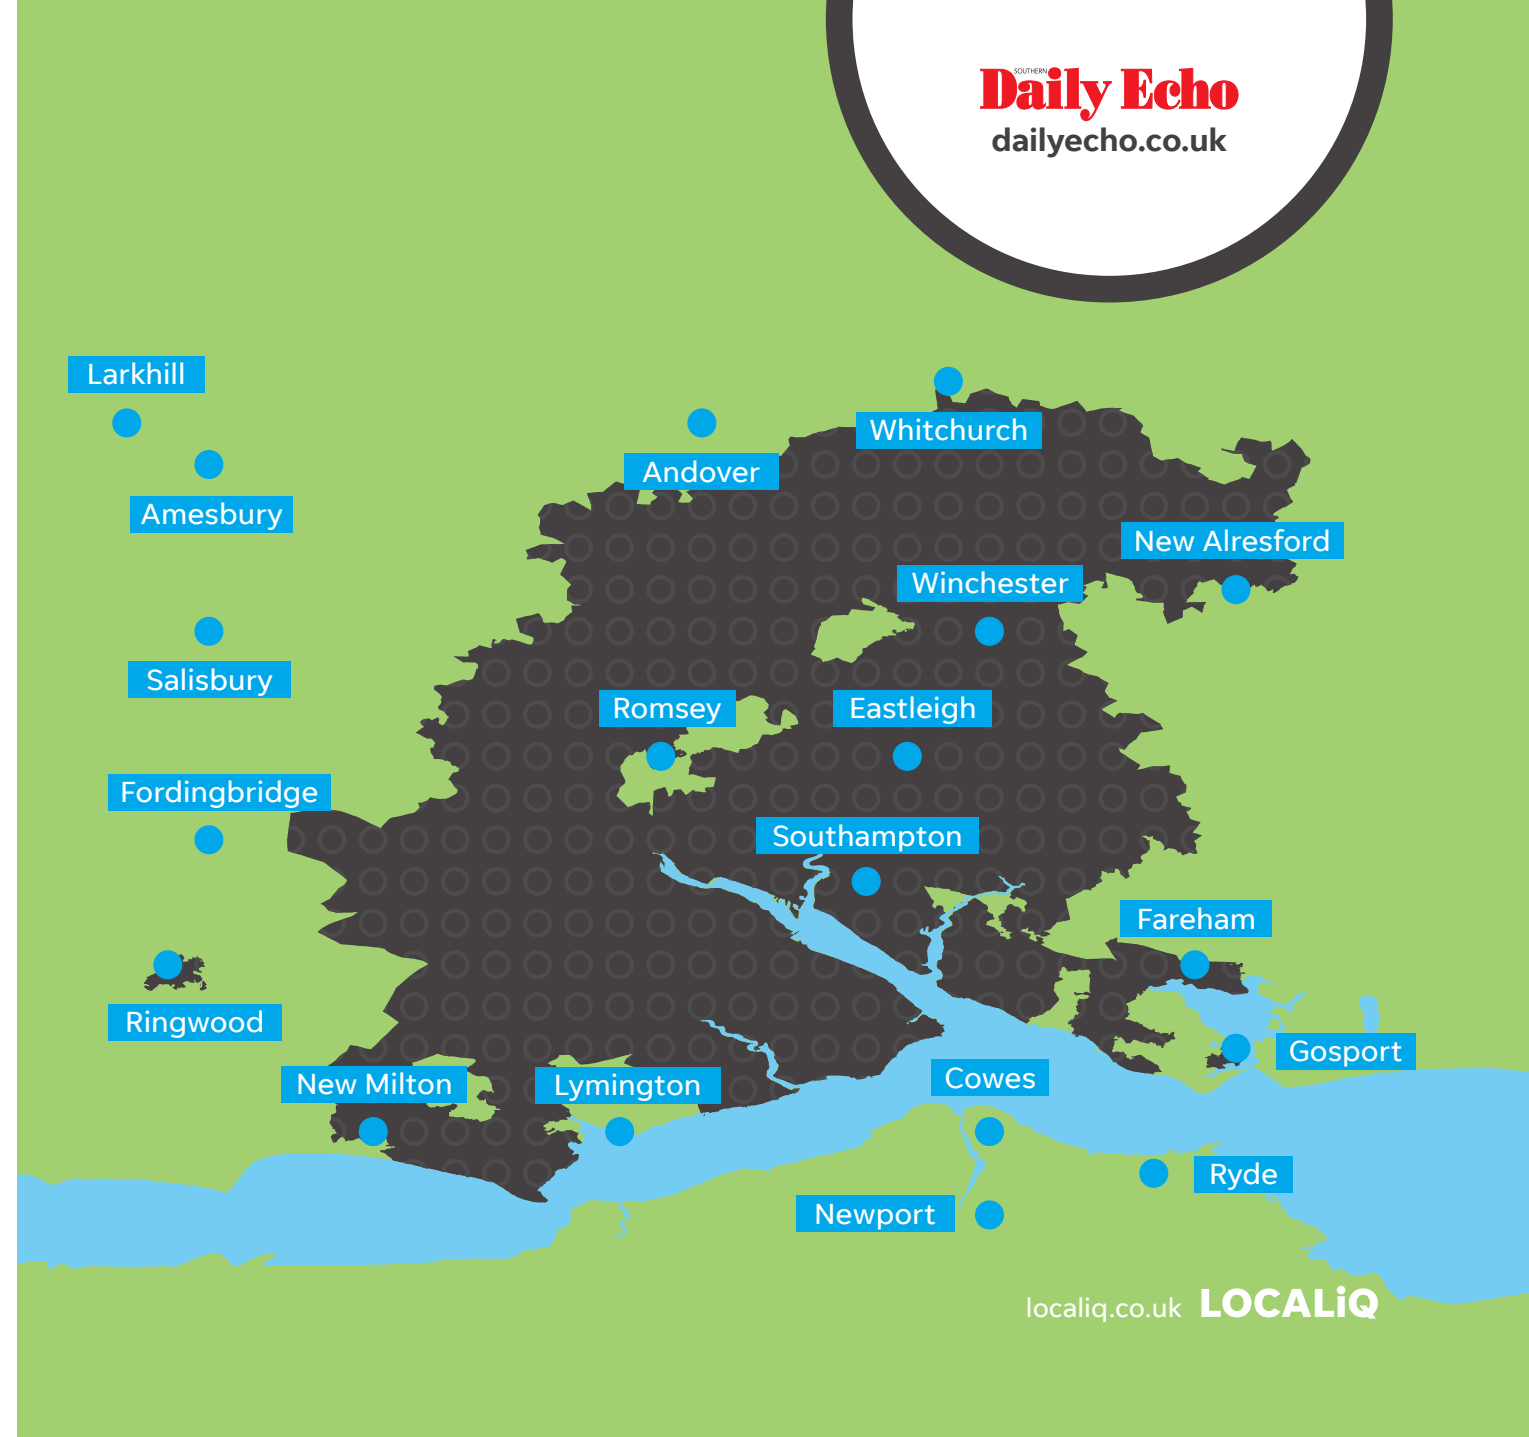 SOUTHERN
Daily Echo
dailyecho.co.uk
Larkhill
Whitchurch
Andover
Amesbury
New Alresford
Winchester
Salisbury
Romsey
Eastleigh
Fordingbridge
Southampton
Fareham
Ringwood
Gosport
New Milton
Lymington
Cowes
Ryde
Newport
localiq.co.uk LOCALiQ